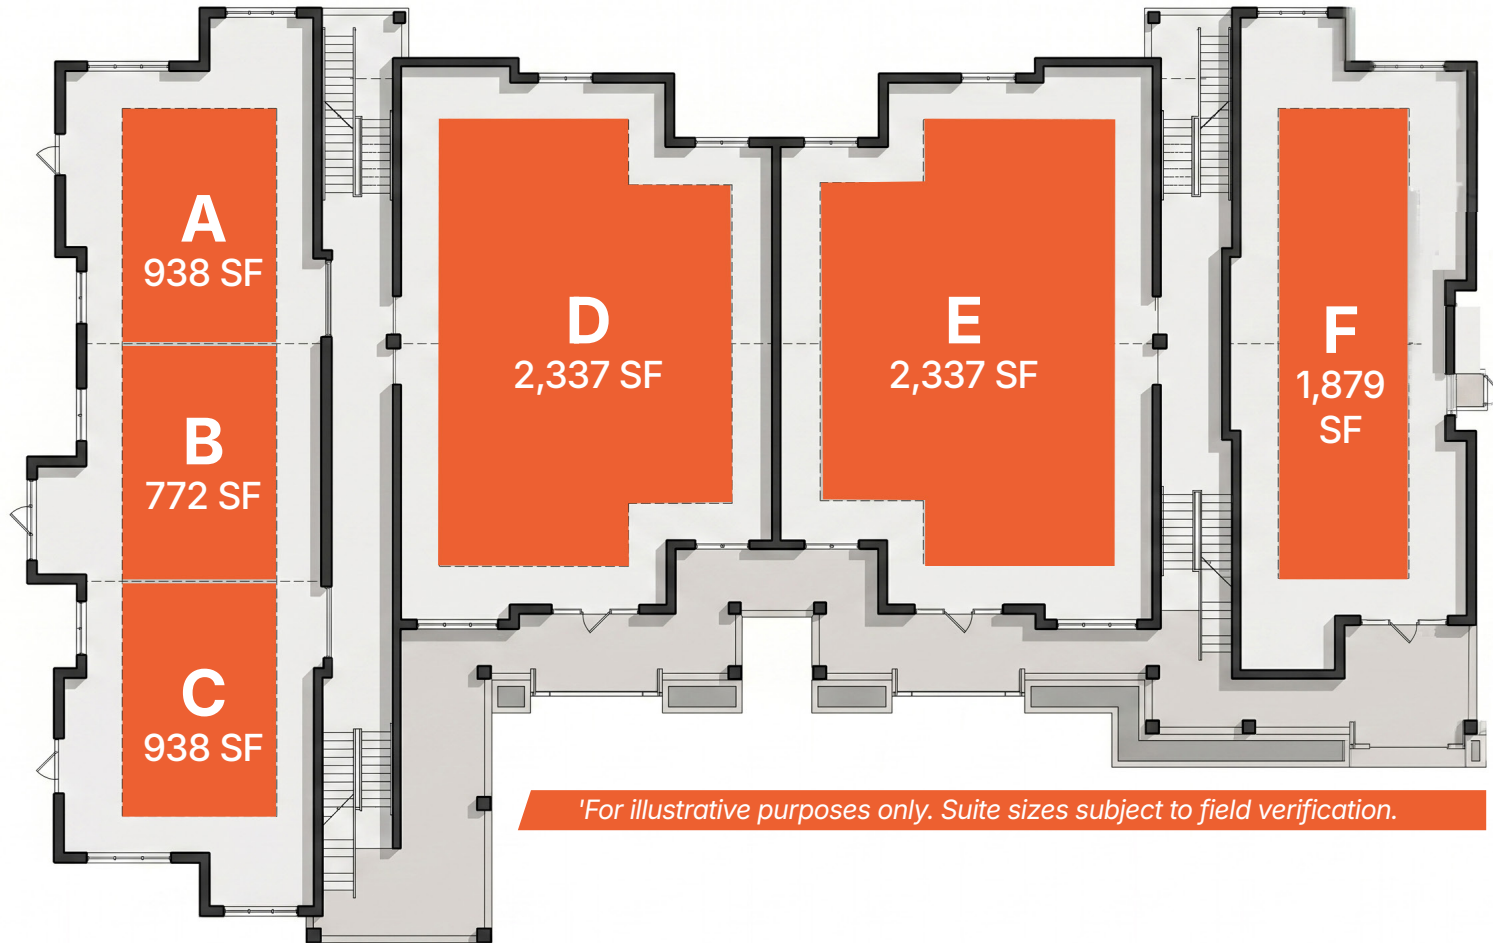 A
938 SF
B
772 SF
C
938 SF
D
2,337 SF
E
2,337 SF
F
1,879
SF
'For illustrative purposes only. Suite sizes subject to field verification.